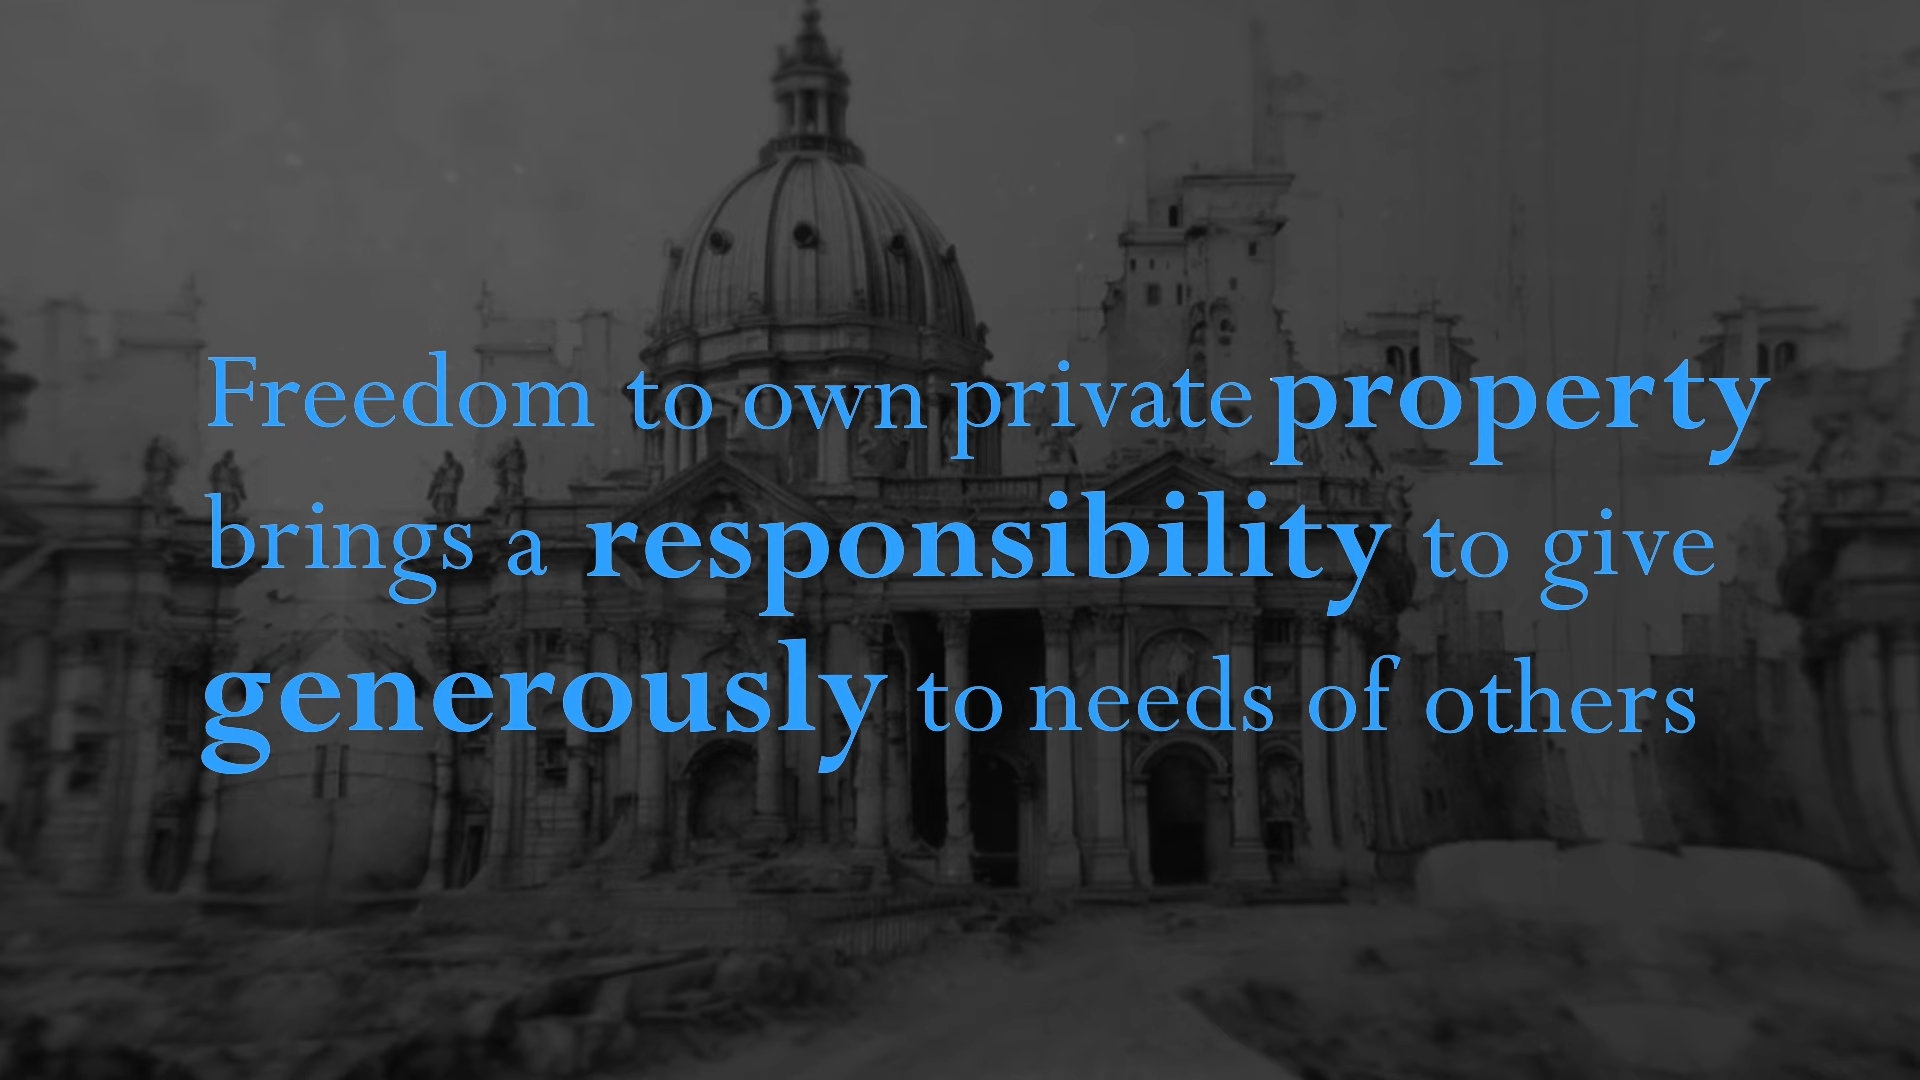 Freedom to own private property
brings a responsibility to give
generously to needs of others